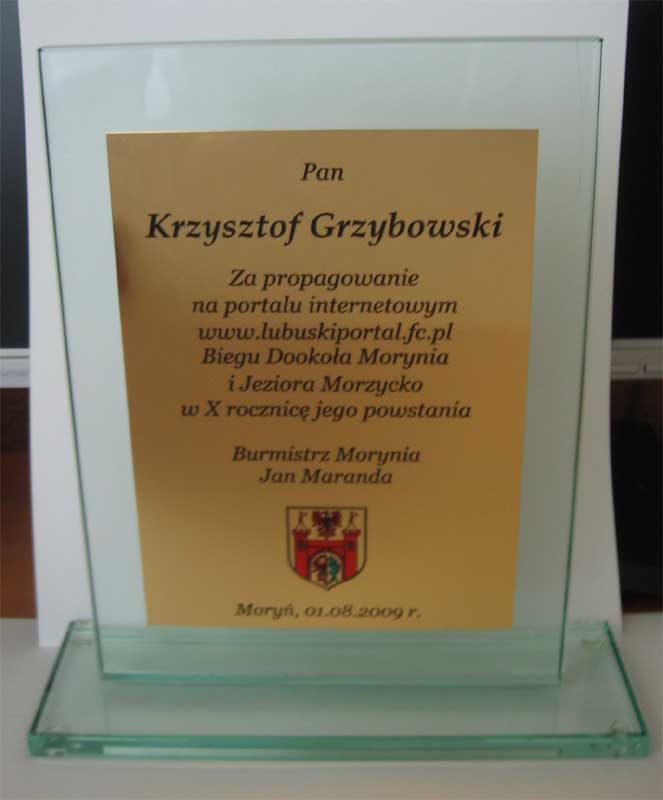 Pan
Krzysztof Grzybowski
Za propagowanie
na portalu internetowym
www.lubuskiportal.fc.pl
Biegu Dookoła Morynia
i Jeziora Morzycko
w X rocznicę jego powstania
Burmistrz Morynia
Jan Maranda
Moryń, 01.08.2009 r.